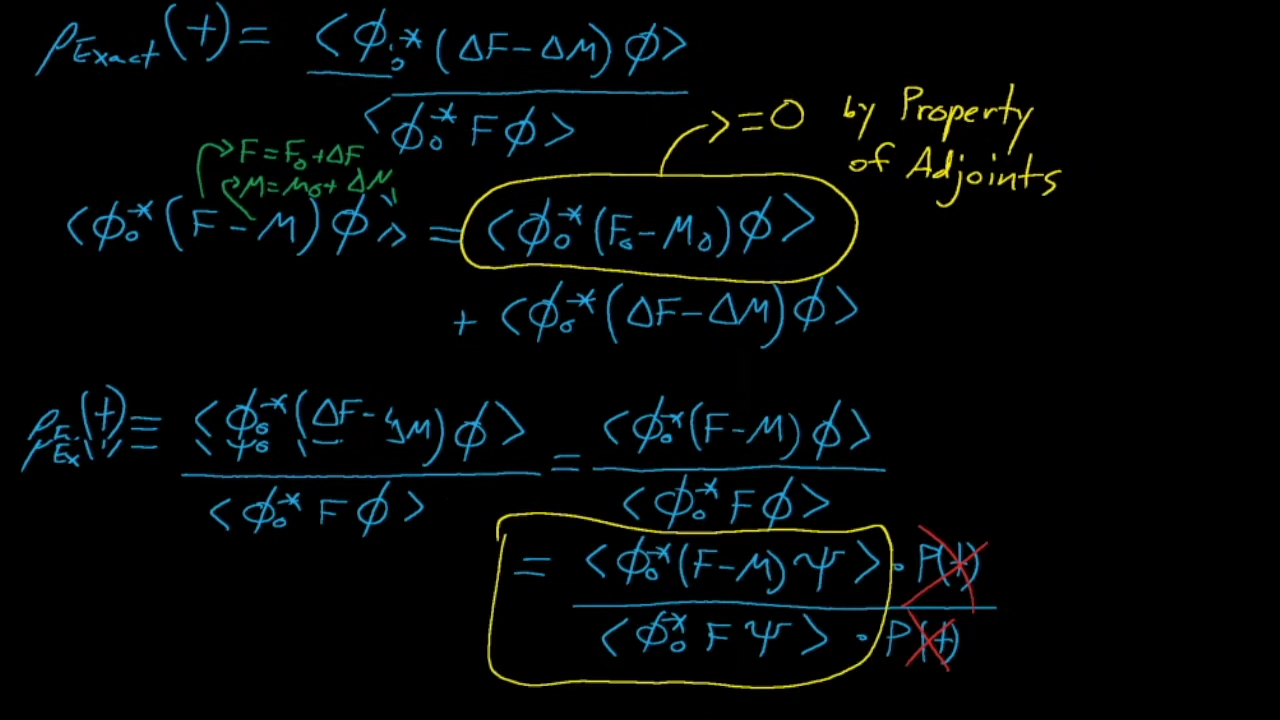 ρExact(t) = <ϕ₀*(ΔF-ΔM)ϕ>
<ϕ₀* F ϕ>
>=0 by Property
of Adjoints
F=F₀+ΔF
M=M₀+ΔM
<ϕ₀*(F-M)ϕ> = <ϕ₀*(F₀-M₀)ϕ>
+ <ϕ₀*(ΔF-ΔM)ϕ>
ρEx(t) ≡ <ϕ₀*(ΔF-ΔM)ϕ> = <ϕ₀*(F-M)ϕ>
<ϕ₀* F ϕ> <ϕ₀* F ϕ>
= <ϕ₀*(F-M)Ψ> · P(t)
<ϕ₀* F Ψ> · P(t)